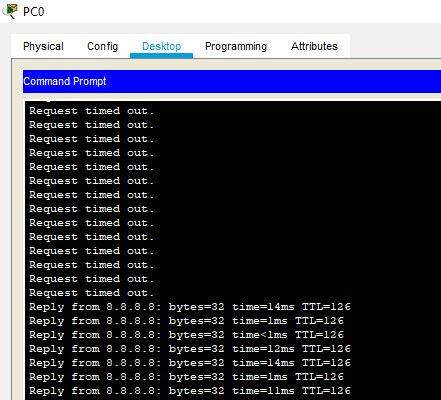 PC0
Physical Config Desktop Programming Attributes
Command Prompt
Request timed out.
Request timed out.
Request timed out.
Request timed out.
Request timed out.
Request timed out.
Request timed out.
Request timed out.
Request timed out.
Request timed out.
Request timed out.
Request timed out.
Request timed out.
Request timed out.
Reply from 8.8.8.8: bytes=32 time=14ms TTL=126
Reply from 8.8.8.8: bytes=32 time=1ms TTL=126
Reply from 8.8.8.8: bytes=32 time<1ms TTL=126
Reply from 8.8.8.8: bytes=32 time=12ms TTL=126
Reply from 8.8.8.8: bytes=32 time=14ms TTL=126
Reply from 8.8.8.8: bytes=32 time=1ms TTL=126
Reply from 8.8.8.8: bytes=32 time=11ms TTL=126